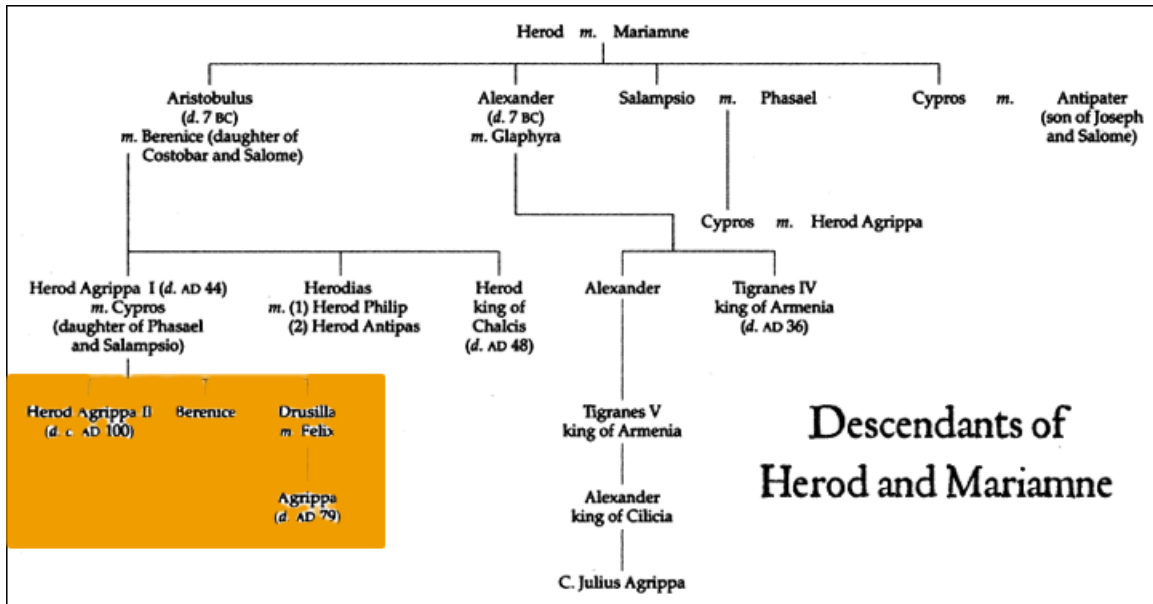 Herod m. Mariamne
Aristobulus
(d. 7 BC)
m. Berenice (daughter of
Costobar and Salome)
Alexander
(d. 7 BC)
m. Glaphyra
Salampsio m. Phasael
Cypros m. Antipater
(son of Joseph
and Salome)
Cypros m. Herod Agrippa
Herod Agrippa I (d. AD 44)
m. Cypros
(daughter of Phasael
and Salampsio)
Herodias
m. (1) Herod Philip
(2) Herod Antipas
Herod
king of
Chalcis
(d. AD 48)
Alexander
Tigranes IV
king of Armenia
(d. AD 36)
Herod Agrippa II
(d. c. AD 100)
Berenice
Drusilla
m Felix
Agrippa
(d. AD 79)
Tigranes V
king of Armenia
Alexander
king of Cilicia
C. Julius Agrippa
Descendants of
Herod and Mariamne